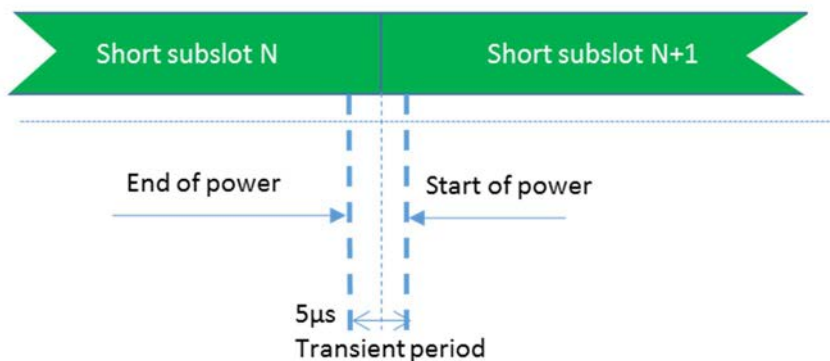 Short subslot N
Short subslot N+1
End of power
Start of power
5µs
Transient period